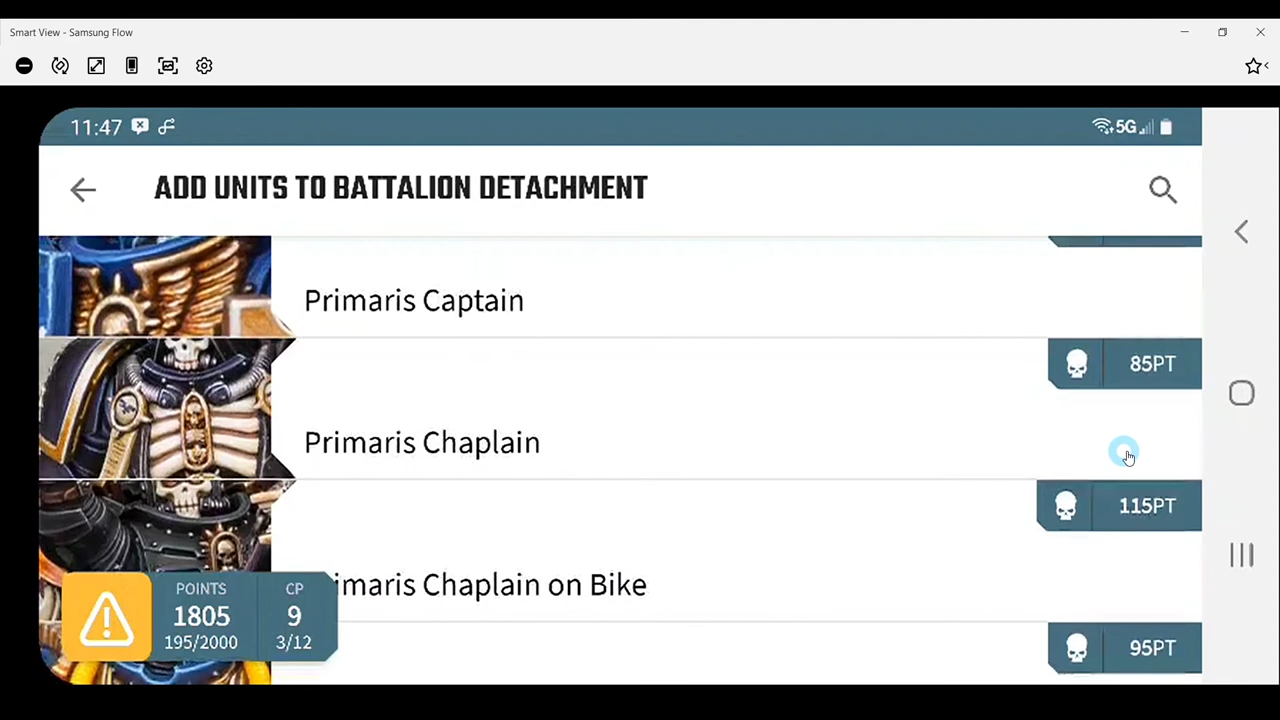 Smart View - Samsung Flow
11:47
5G
ADD UNITS TO BATTALION DETACHMENT
Primaris Captain
85PT
Primaris Chaplain
115PT
imaris Chaplain on Bike
POINTS
CP
1805
9
195/2000
3/12
95PT